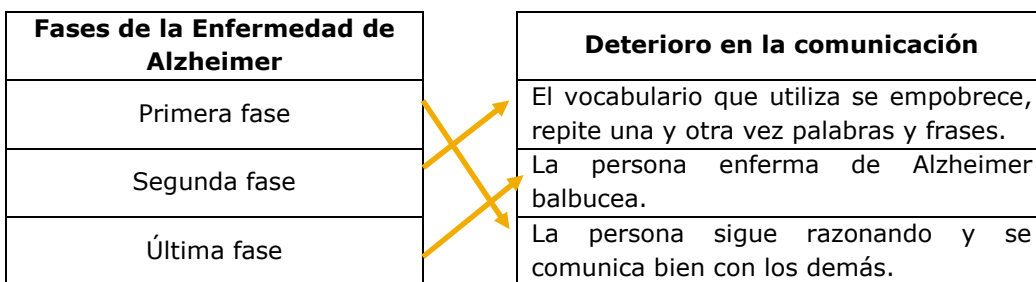 Fases de la Enfermedad de
Alzheimer
Primera fase
Segunda fase
Última fase
Deterioro en la comunicación
El vocabulario que utiliza se empobrece,
repite una y otra vez palabras y frases.
La persona enferma de Alzheimer
balbucea.
La persona sigue razonando y se
comunica bien con los demás.